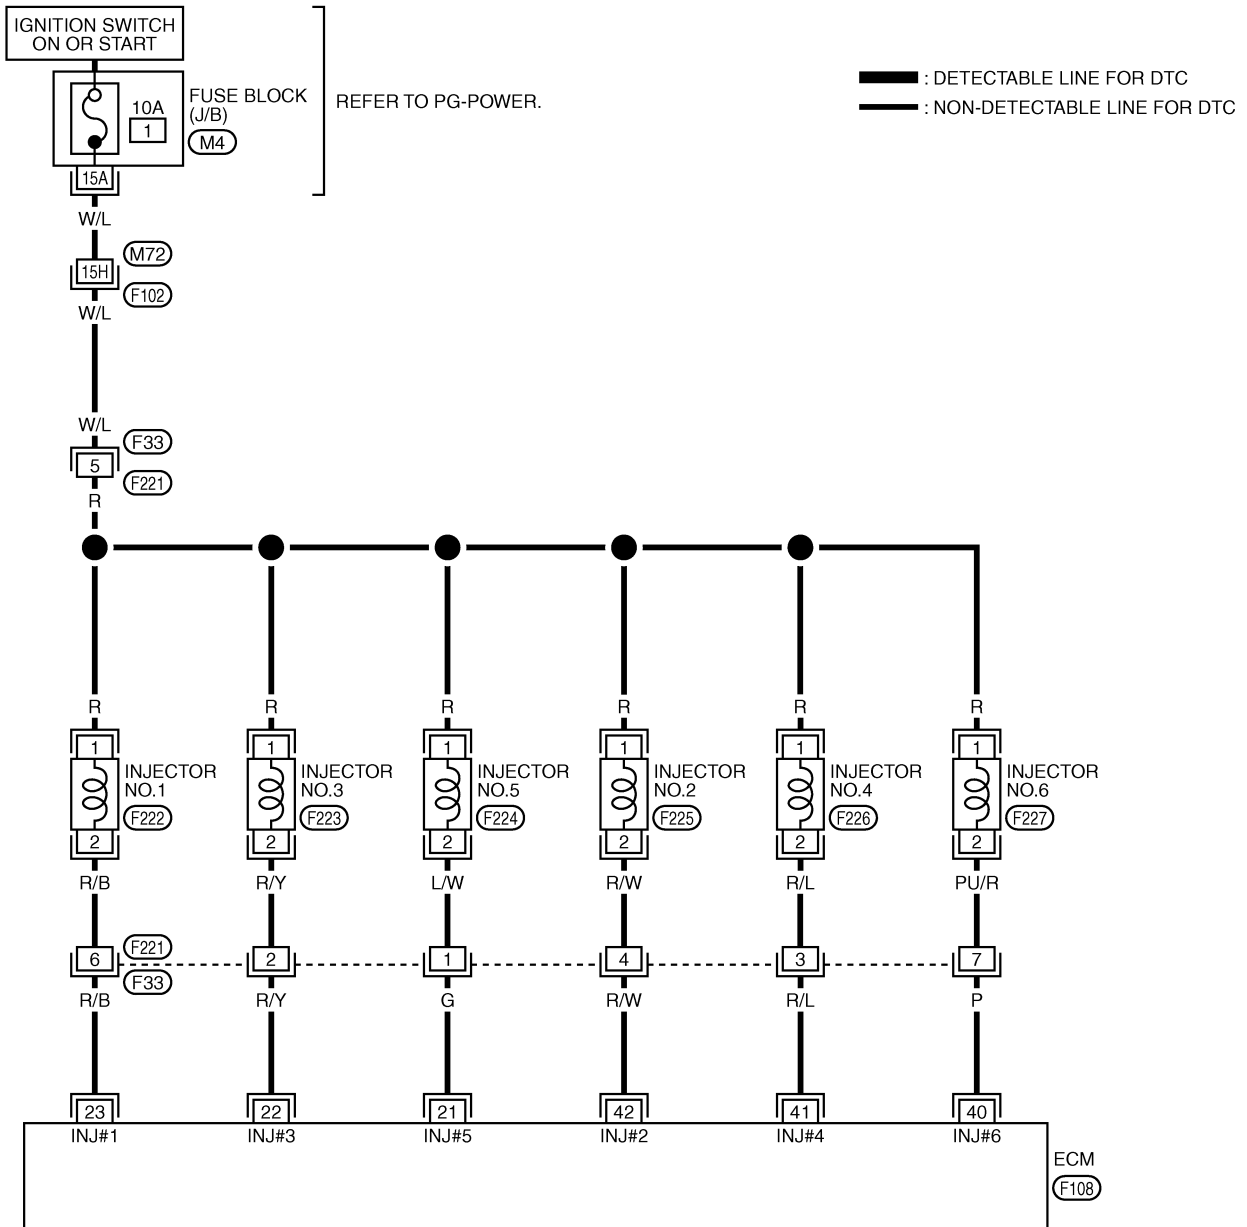 IGNITION SWITCH
ON OR START
10A
1
FUSE BLOCK
(J/B)
M4
REFER TO PG-POWER.
: DETECTABLE LINE FOR DTC
: NON-DETECTABLE LINE FOR DTC
15A
W/L
M72
15H
F102
W/L
W/L
F33
5
F221
R
R R R R R R
1 1 1 1 1 1
INJECTOR
NO.1
F222
INJECTOR
NO.3
F223
INJECTOR
NO.5
F224
INJECTOR
NO.2
F225
INJECTOR
NO.4
F226
INJECTOR
NO.6
F227
2 2 2 2 2 2
R/B R/Y L/W R/W R/L PU/R
F221
6 2 1 4 3 7
F33
R/B R/Y G R/W R/L P
23 22 21 42 41 40
INJ#1 INJ#3 INJ#5 INJ#2 INJ#4 INJ#6
ECM
F108